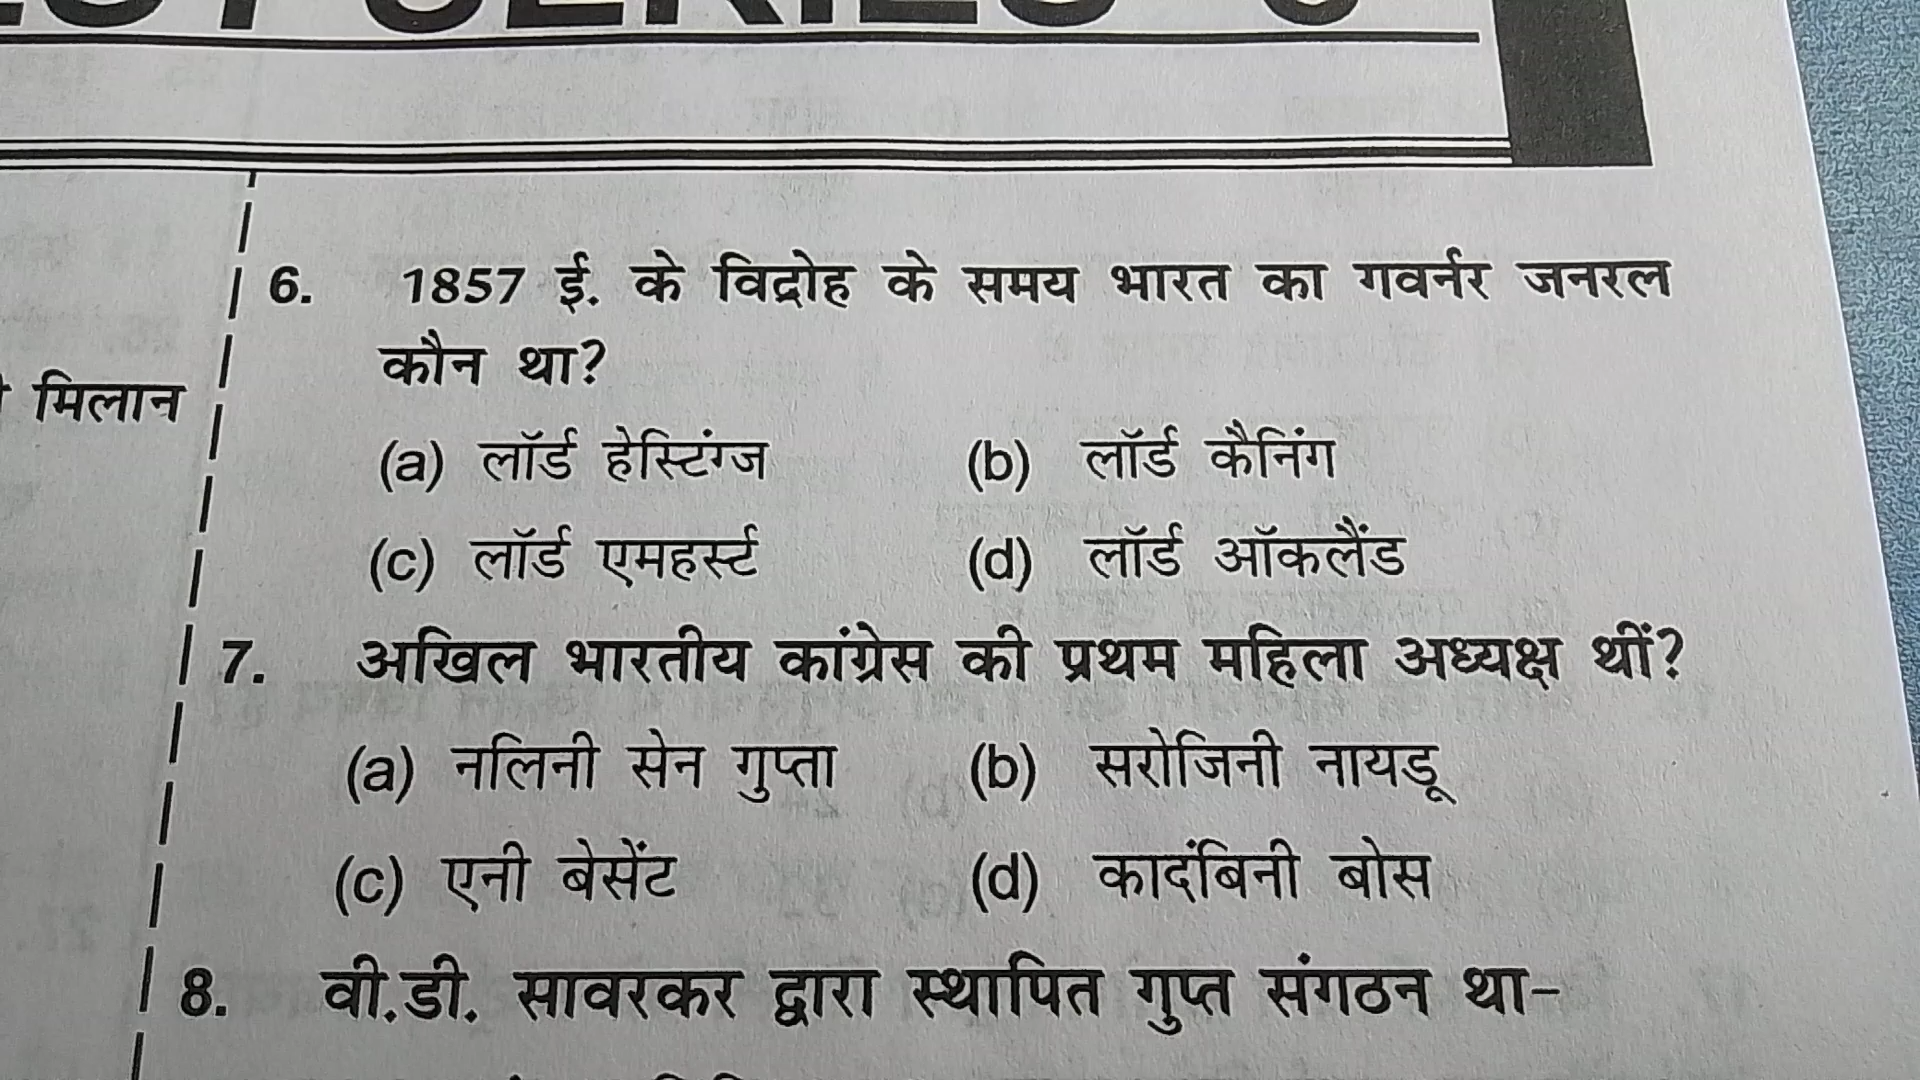 SERIES
6. 1857 ई. के विद्रोह के समय भारत का गवर्नर जनरल
कौन था?
मिलान
(a) लॉर्ड हेस्टिंग्ज (b) लॉर्ड कैनिंग
(c) लॉर्ड एमहर्स्ट (d) लॉर्ड ऑकलैंड
7. अखिल भारतीय कांग्रेस की प्रथम महिला अध्यक्ष थीं?
(a) नलिनी सेन गुप्ता (b) सरोजिनी नायडू
(c) एनी बेसेंट (d) कादंबिनी बोस
8. वी.डी. सावरकर द्वारा स्थापित गुप्त संगठन था–